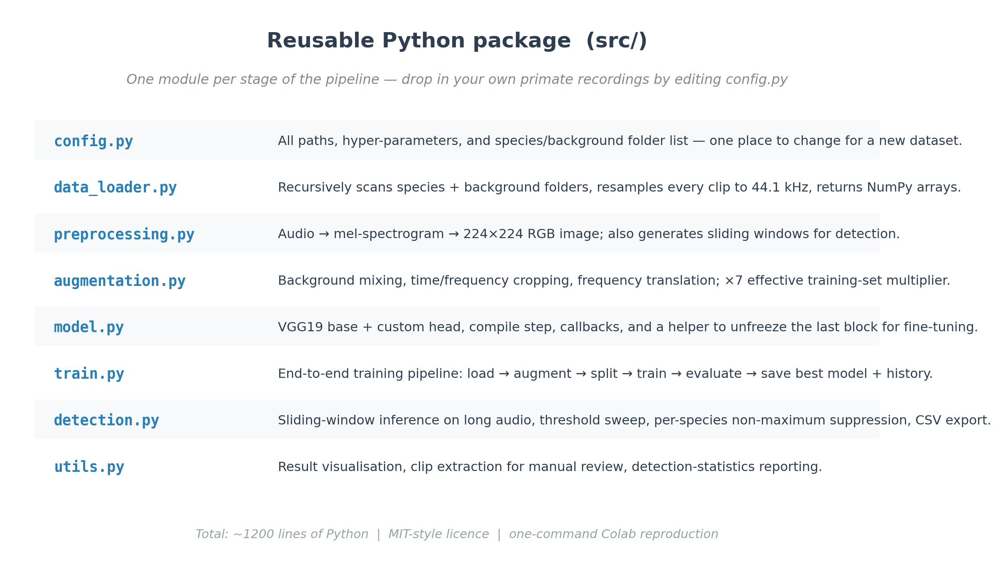 Reusable Python package (src/)
One module per stage of the pipeline — drop in your own primate recordings by editing config.py
config.py All paths, hyper-parameters, and species/background folder list — one place to change for a new dataset.
data_loader.py Recursively scans species + background folders, resamples every clip to 44.1 kHz, returns NumPy arrays.
preprocessing.py Audio → mel-spectrogram → 224×224 RGB image; also generates sliding windows for detection.
augmentation.py Background mixing, time/frequency cropping, frequency translation; ×7 effective training-set multiplier.
model.py VGG19 base + custom head, compile step, callbacks, and a helper to unfreeze the last block for fine-tuning.
train.py End-to-end training pipeline: load → augment → split → train → evaluate → save best model + history.
detection.py Sliding-window inference on long audio, threshold sweep, per-species non-maximum suppression, CSV export.
utils.py Result visualisation, clip extraction for manual review, detection-statistics reporting.
Total: ~1200 lines of Python | MIT-style licence | one-command Colab reproduction